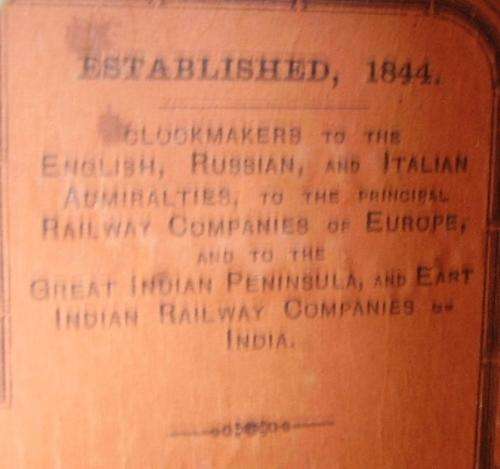 ESTABLISHED, 1844.
CLOCKMAKERS TO THE
ENGLISH, RUSSIAN, AND ITALIAN
ADMIRALTIES, TO THE PRINCIPAL
RAILWAY COMPANIES OF EUROPE,
AND TO THE
GREAT INDIAN PENINSULA, AND EAST
INDIAN RAILWAY COMPANIES
INDIA.